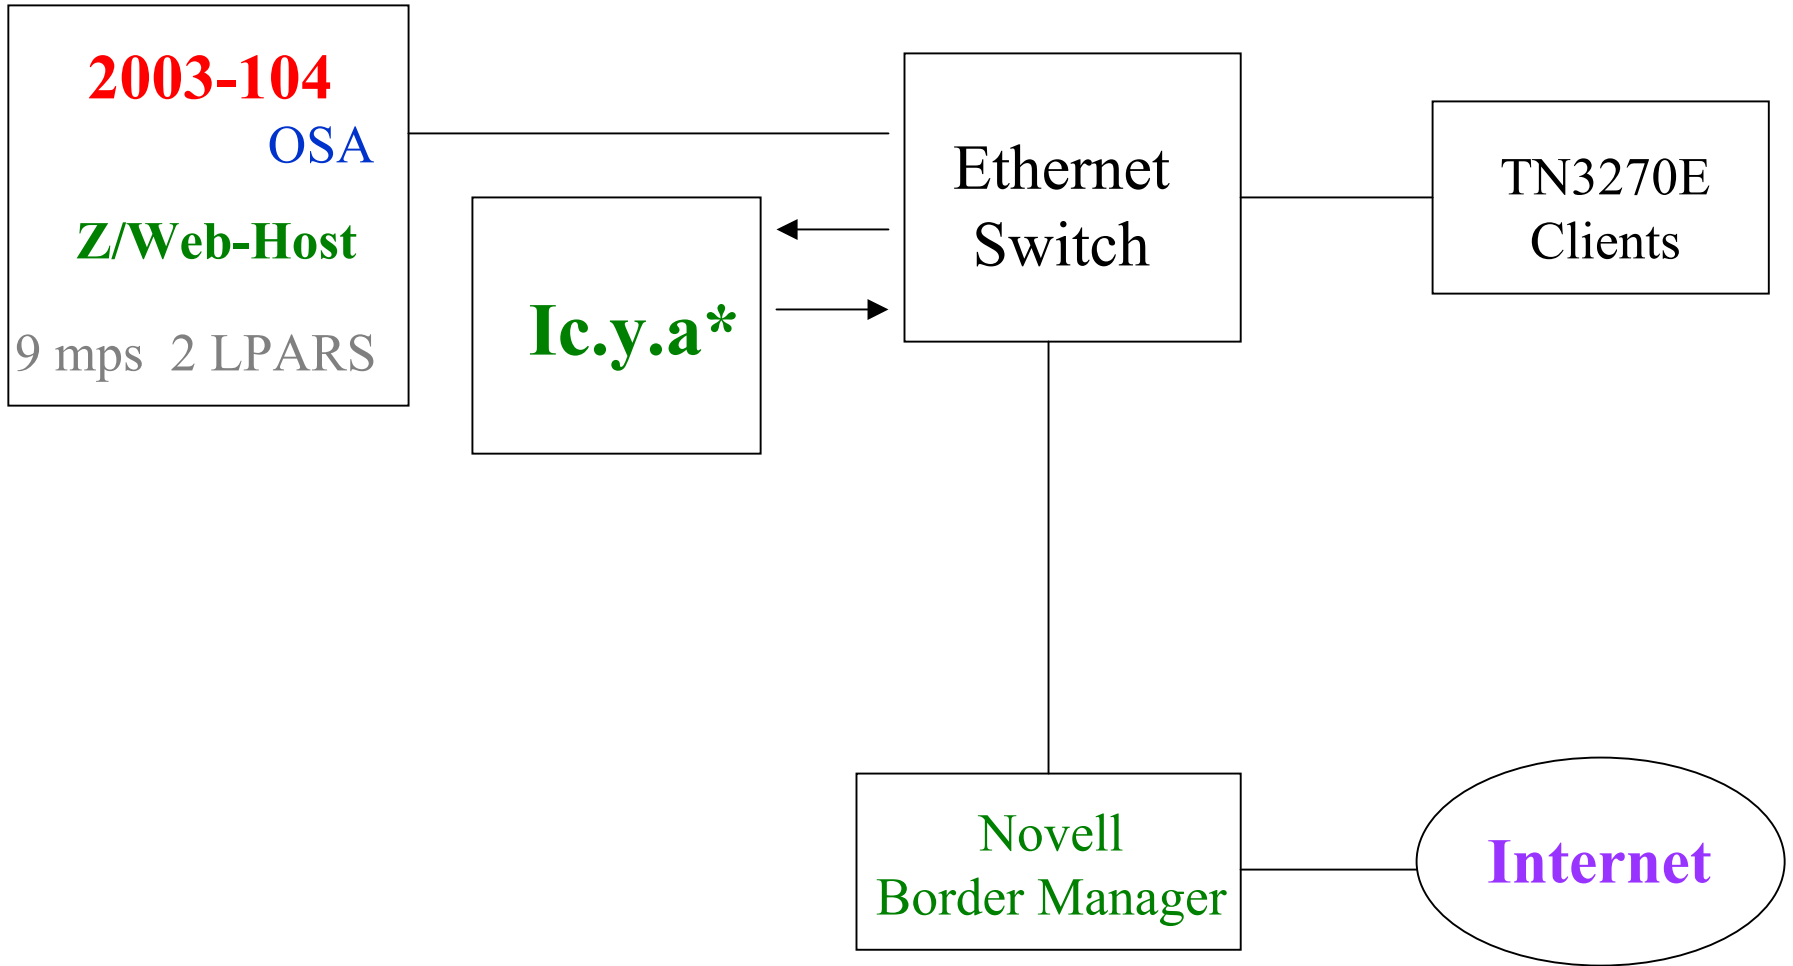 2003-104
OSA
Z/Web-Host
9 mps 2 LPARS
Ic.y.a*
Ethernet
Switch
TN3270E
Clients
Novell
Border Manager
Internet